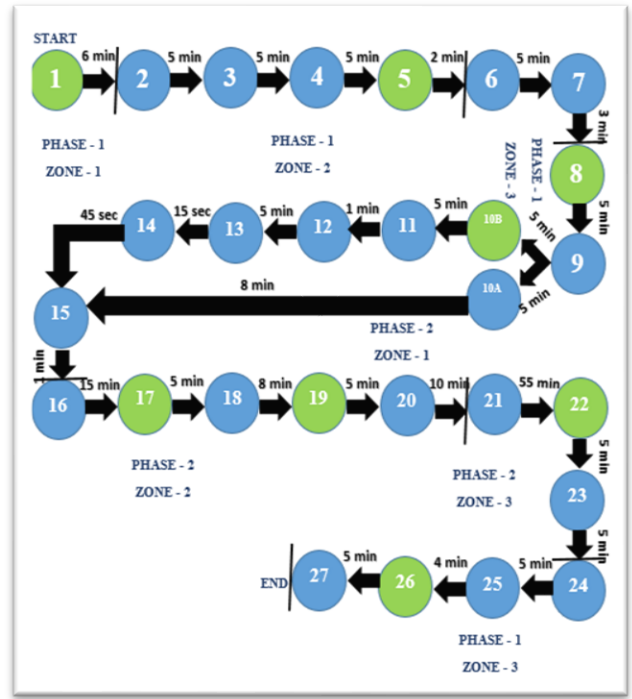 START
6 min 5 min 5 min 5 min 2 min 5 min
1 2 3 4 5 6 7
3 min
PHASE - 1
ZONE - 1
PHASE - 1
ZONE - 2
PHASE - 1
ZONE - 3
8
5 min
45 sec 15 sec 5 min 1 min 5 min 5 min
14 13 12 11 10B 9
8 min
10A
5 min
15
PHASE - 2
ZONE - 1
1 min
15 min 5 min 8 min 5 min 10 min 55 min
16 17 18 19 20 21 22
5 min
PHASE - 2
ZONE - 2
PHASE - 2
ZONE - 3
23
5 min
5 min 4 min 5 min
END 27 26 25 24
PHASE - 1
ZONE - 3